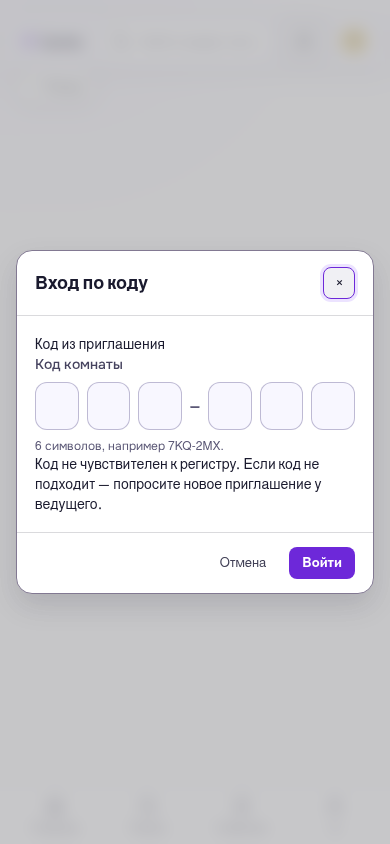 Вход по коду
×
Код из приглашения
Код комнаты
–
6 символов, например 7KQ-2MX.
Код не чувствителен к регистру. Если код не
подходит — попросите новое приглашение у
ведущего.
Отмена
Войти